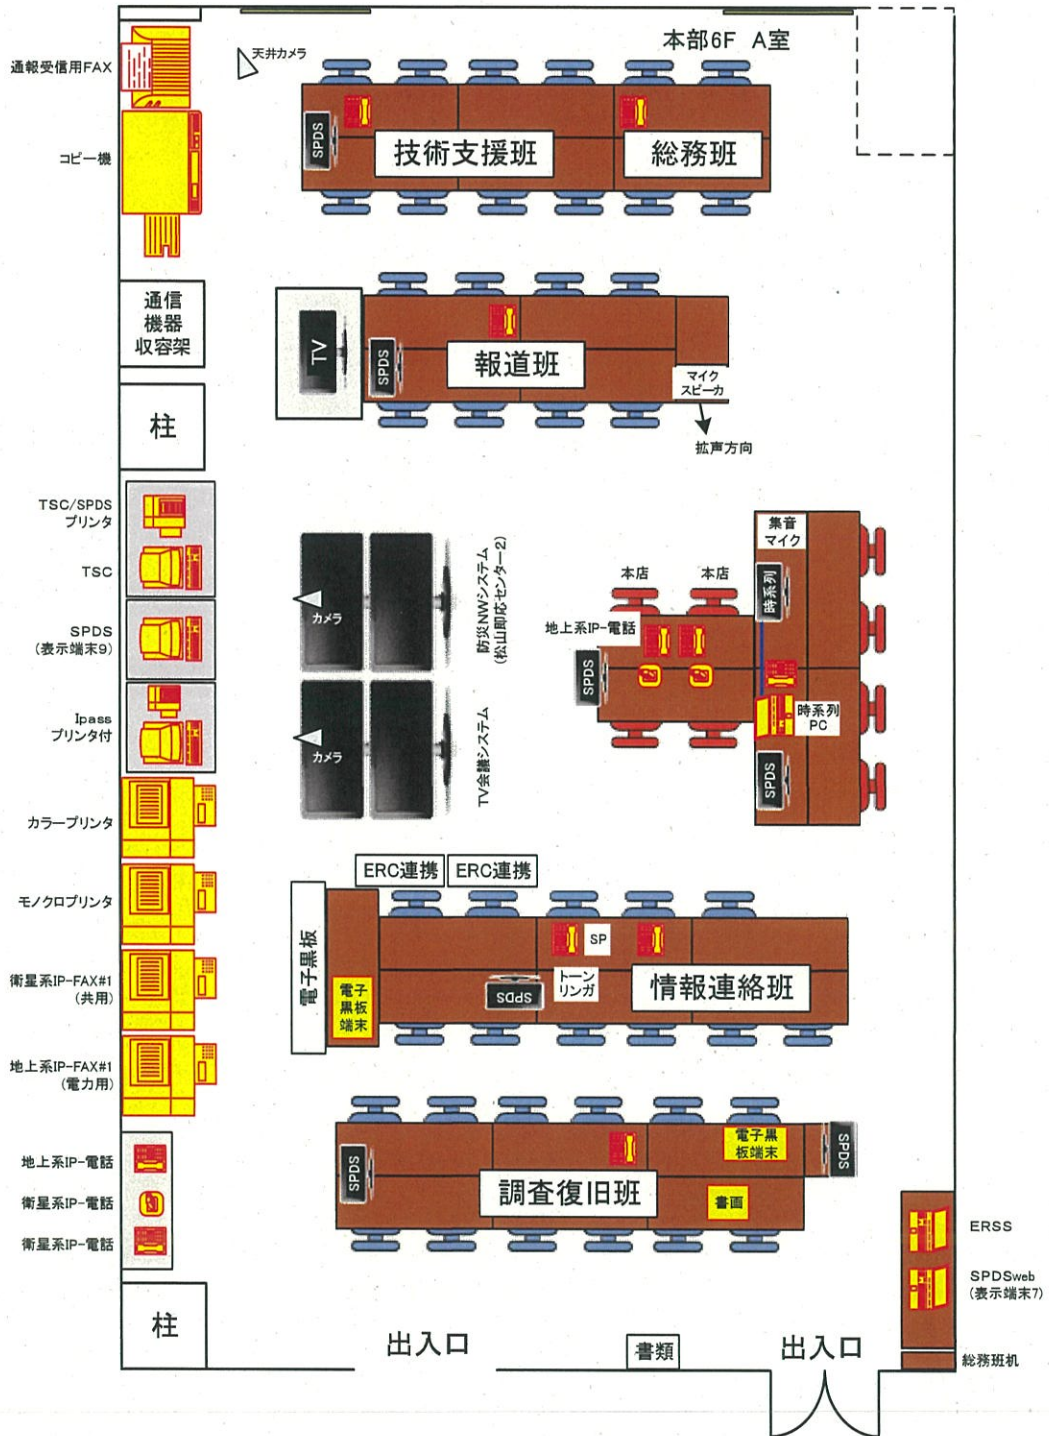 本部6F A室
通報受信用FAX
天井カメラ
コピー機
SPDS
技術支援班
総務班
通信
機器
収容架
TV
SPDS
報道班
マイク
スピーカ
拡声方向
柱
TSC/SPDS
プリンタ
TSC
SPDS
(表示端末9)
Ipass
プリンタ付
カメラ
防災NWシステム
(松山即応センター2)
カメラ
TV会議システム
本店
本店
地上系IP-電話
SPDS
集音
マイク
時系列
時系列
PC
SPDS
カラープリンタ
モノクロプリンタ
衛星系IP-FAX#1
(共用)
地上系IP-FAX#1
(電力用)
ERC連携
ERC連携
電子黒板
電子
黒板
端末
SP
トーン
リンガ
SPDS
情報連絡班
地上系IP-電話
衛星系IP-電話
衛星系IP-電話
SPDS
調査復旧班
電子黒
板端末
書画
SPDS
ERSS
SPDSweb
(表示端末7)
総務班机
柱
出入口
書類
出入口